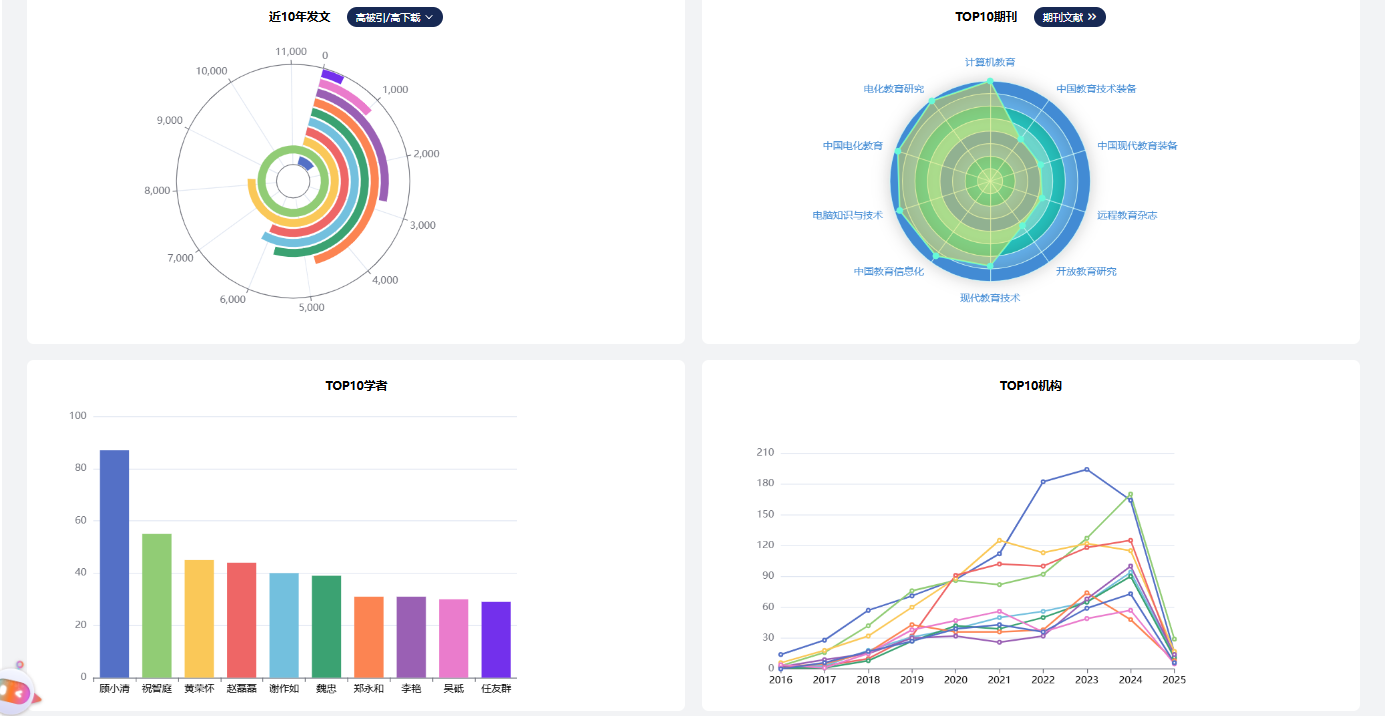 近10年发文
高被引/高下载
11,000
0
10,000
1,000
9,000
2,000
8,000
3,000
7,000
4,000
6,000
5,000
TOP10期刊
期刊文献
计算机教育
电化教育研究
中国教育技术装备
中国电化教育
中国现代教育装备
电脑知识与技术
远程教育杂志
中国教育信息化
开放教育研究
现代教育技术
TOP10学者
100
80
60
40
20
0
顾小清 祝智庭 黄荣怀 赵磊磊 谢作如 魏忠 郑永和 李艳 吴砥 任友群
TOP10机构
210
180
150
120
90
60
30
0
2016 2017 2018 2019 2020 2021 2022 2023 2024 2025